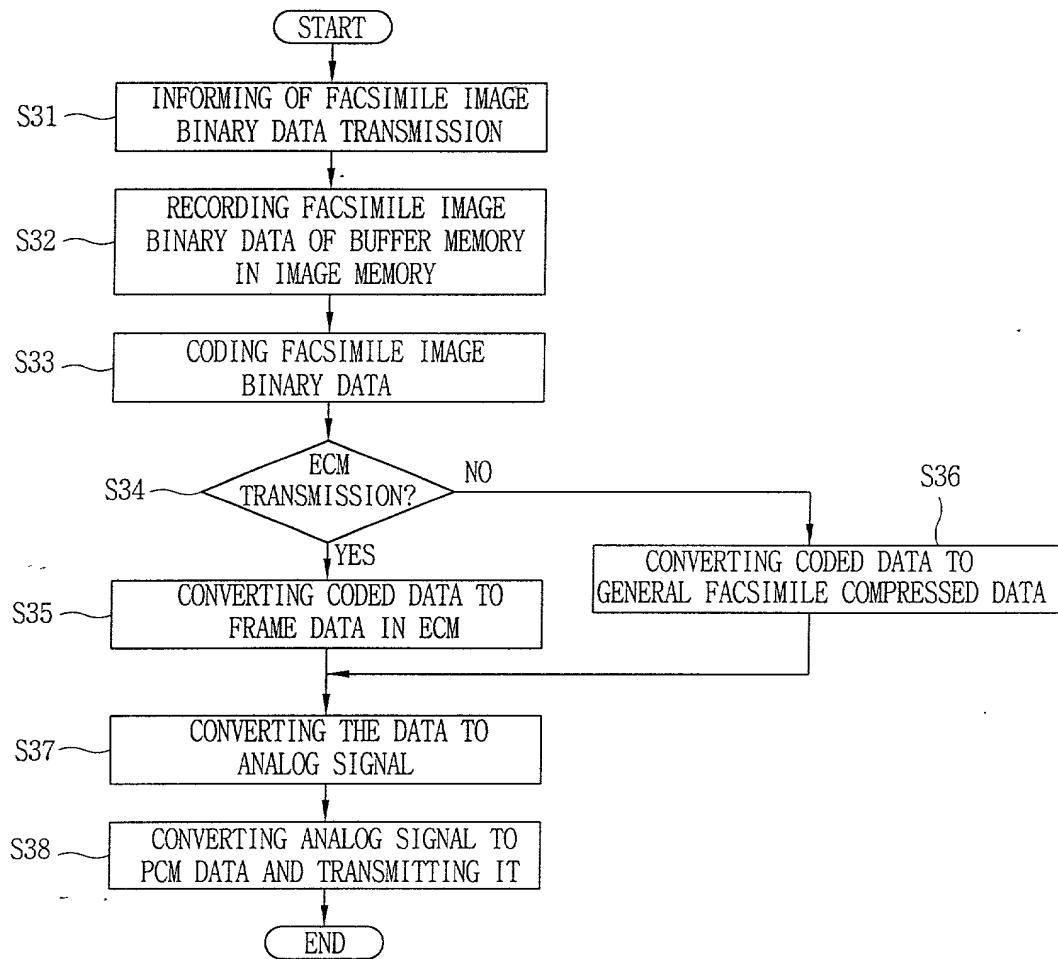 START
S31
INFORMING OF FACSIMILE IMAGE
BINARY DATA TRANSMISSION
S32
RECORDING FACSIMILE IMAGE
BINARY DATA OF BUFFER MEMORY
IN IMAGE MEMORY
S33
CODING FACSIMILE IMAGE
BINARY DATA
S34
ECM
TRANSMISSION?
NO
YES
S36
CONVERTING CODED DATA TO
GENERAL FACSIMILE COMPRESSED DATA
S35
CONVERTING CODED DATA TO
FRAME DATA IN ECM
S37
CONVERTING THE DATA TO
ANALOG SIGNAL
S38
CONVERTING ANALOG SIGNAL TO
PCM DATA AND TRANSMITTING IT
END